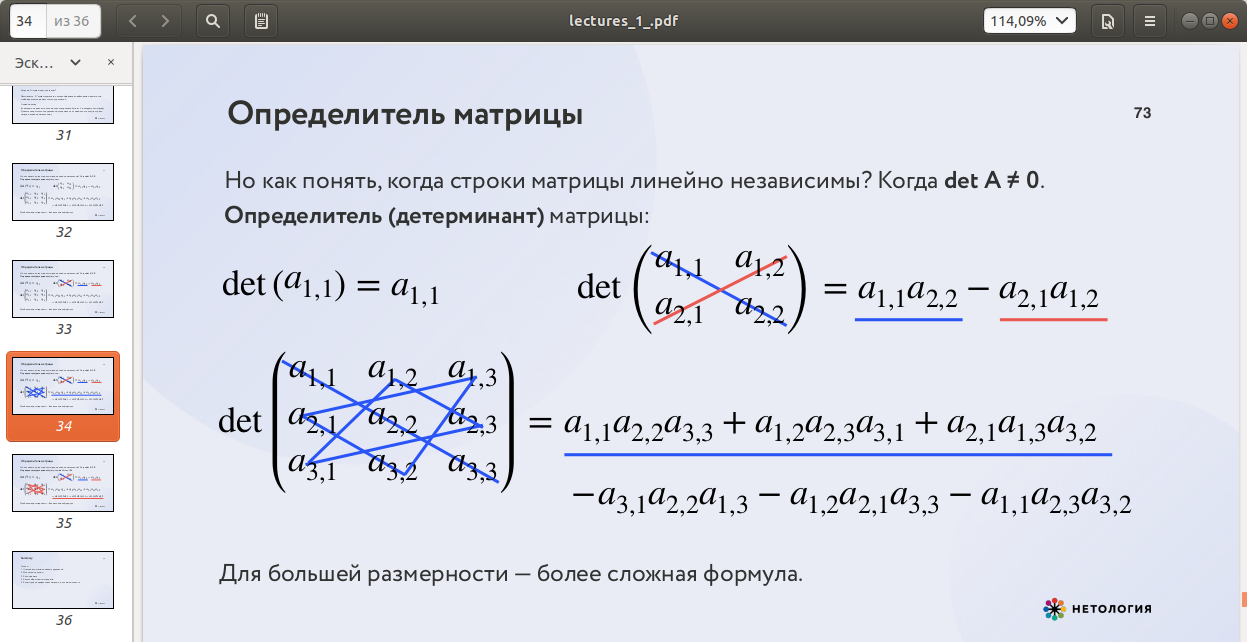 34 из 36
lectures_1_.pdf
114,09%
Эск...
31
32
33
34
35
36
Определитель матрицы
73
Но как понять, когда строки матрицы линейно независимы? Когда det A ≠ 0.
Определитель (детерминант) матрицы:
det (a1,1) = a1,1
det (a1,1 a1,2
a2,1 a2,2) = a1,1a2,2 − a2,1a1,2
det (a1,1 a1,2 a1,3
a2,1 a2,2 a2,3
a3,1 a3,2 a3,3) = a1,1a2,2a3,3 + a1,2a2,3a3,1 + a2,1a1,3a3,2
−a3,1a2,2a1,3 − a1,2a2,1a3,3 − a1,1a2,3a3,2
Для большей размерности — более сложная формула.
НЕТОЛОГИЯ